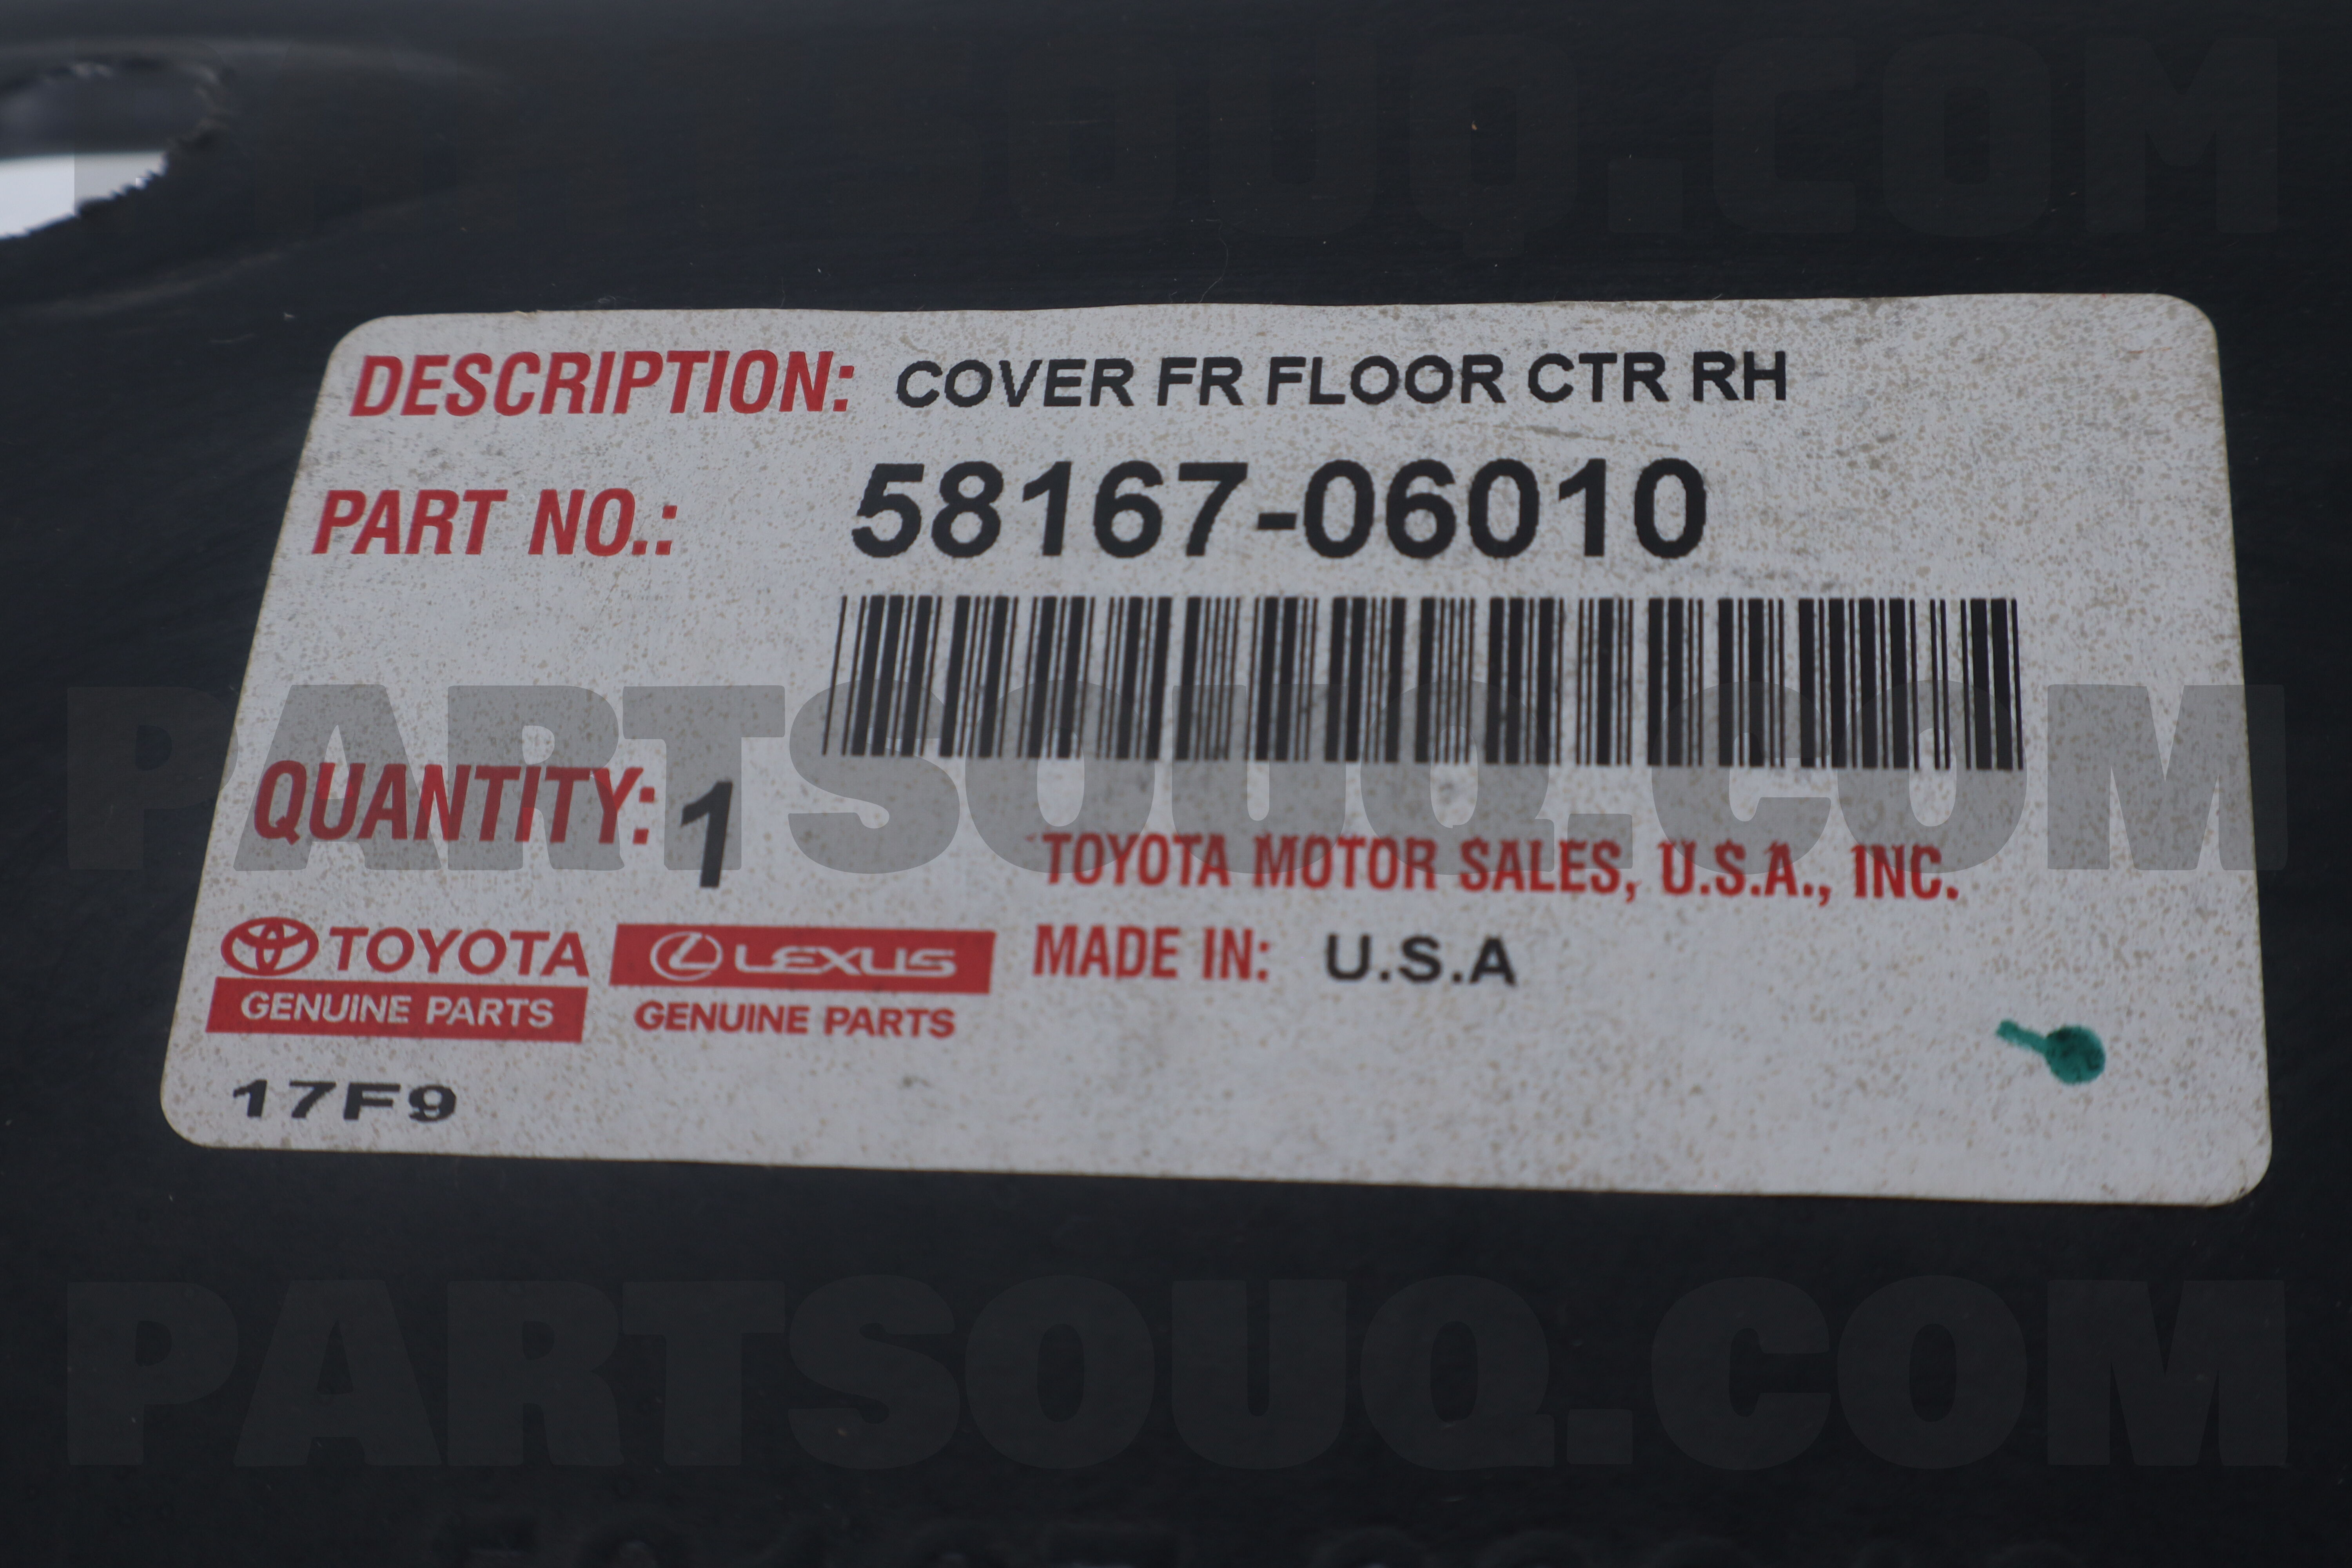 PARTSOUQ.COM
DESCRIPTION: COVER FR FLOOR CTR RH
PART NO.: 58167-06010
PARTSOUQ.COM
QUANTITY: 1
TOYOTA MOTOR SALES, U.S.A., INC.
TOYOTA
GENUINE PARTS
LEXUS
GENUINE PARTS
MADE IN: U.S.A
17F9
PARTSOUQ.COM